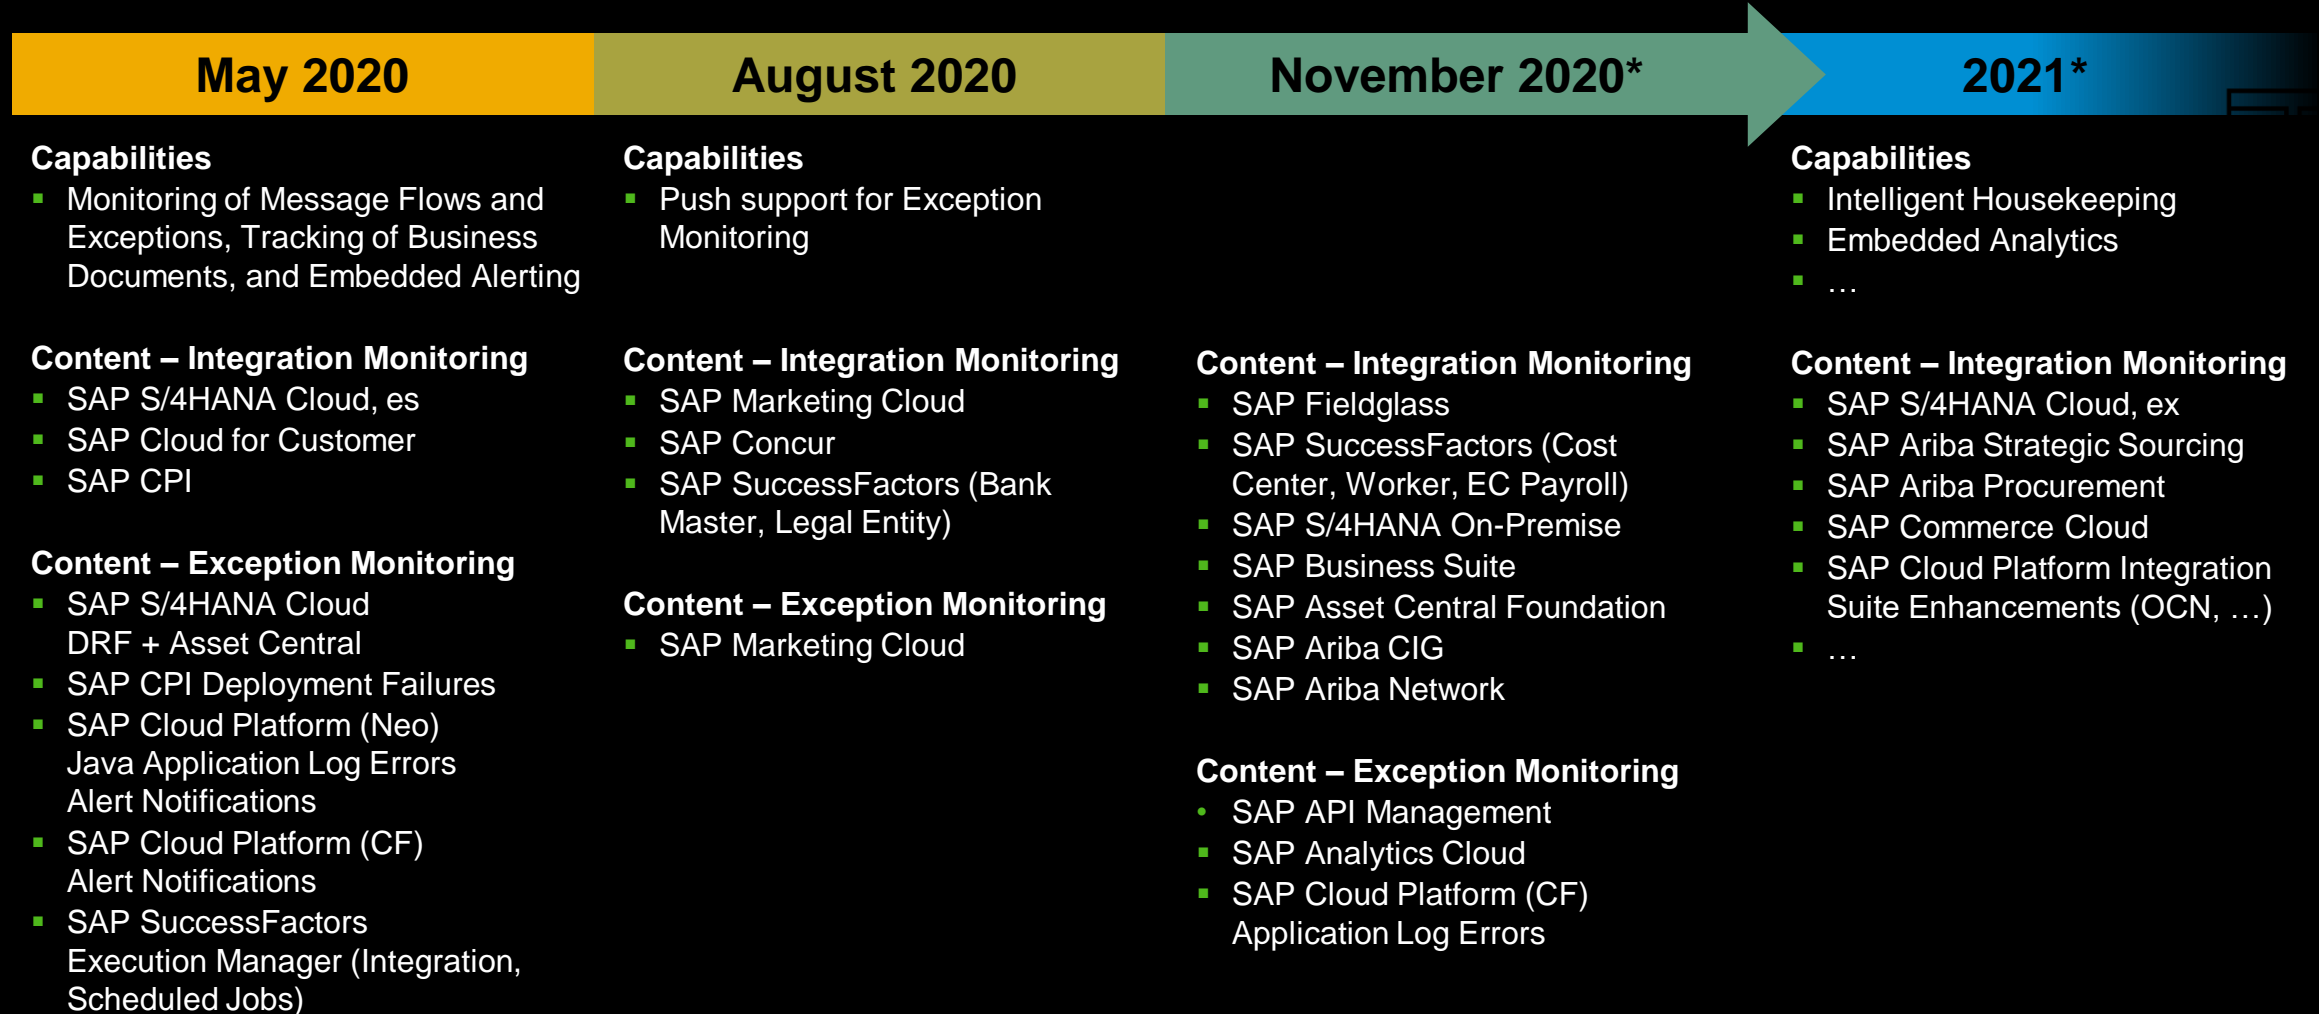 May 2020
August 2020
November 2020*
2021*
Capabilities
Monitoring of Message Flows and
Exceptions, Tracking of Business
Documents, and Embedded Alerting
Content – Integration Monitoring
SAP S/4HANA Cloud, es
SAP Cloud for Customer
SAP CPI
Content – Exception Monitoring
SAP S/4HANA Cloud
DRF + Asset Central
SAP CPI Deployment Failures
SAP Cloud Platform (Neo)
Java Application Log Errors
Alert Notifications
SAP Cloud Platform (CF)
Alert Notifications
SAP SuccessFactors
Execution Manager (Integration,
Scheduled Jobs)
Capabilities
Push support for Exception
Monitoring
Content – Integration Monitoring
SAP Marketing Cloud
SAP Concur
SAP SuccessFactors (Bank
Master, Legal Entity)
Content – Exception Monitoring
SAP Marketing Cloud
Content – Integration Monitoring
SAP Fieldglass
SAP SuccessFactors (Cost
Center, Worker, EC Payroll)
SAP S/4HANA On-Premise
SAP Business Suite
SAP Asset Central Foundation
SAP Ariba CIG
SAP Ariba Network
Content – Exception Monitoring
SAP API Management
SAP Analytics Cloud
SAP Cloud Platform (CF)
Application Log Errors
Capabilities
Intelligent Housekeeping
Embedded Analytics
…
Content – Integration Monitoring
SAP S/4HANA Cloud, ex
SAP Ariba Strategic Sourcing
SAP Ariba Procurement
SAP Commerce Cloud
SAP Cloud Platform Integration
Suite Enhancements (OCN, …)
…